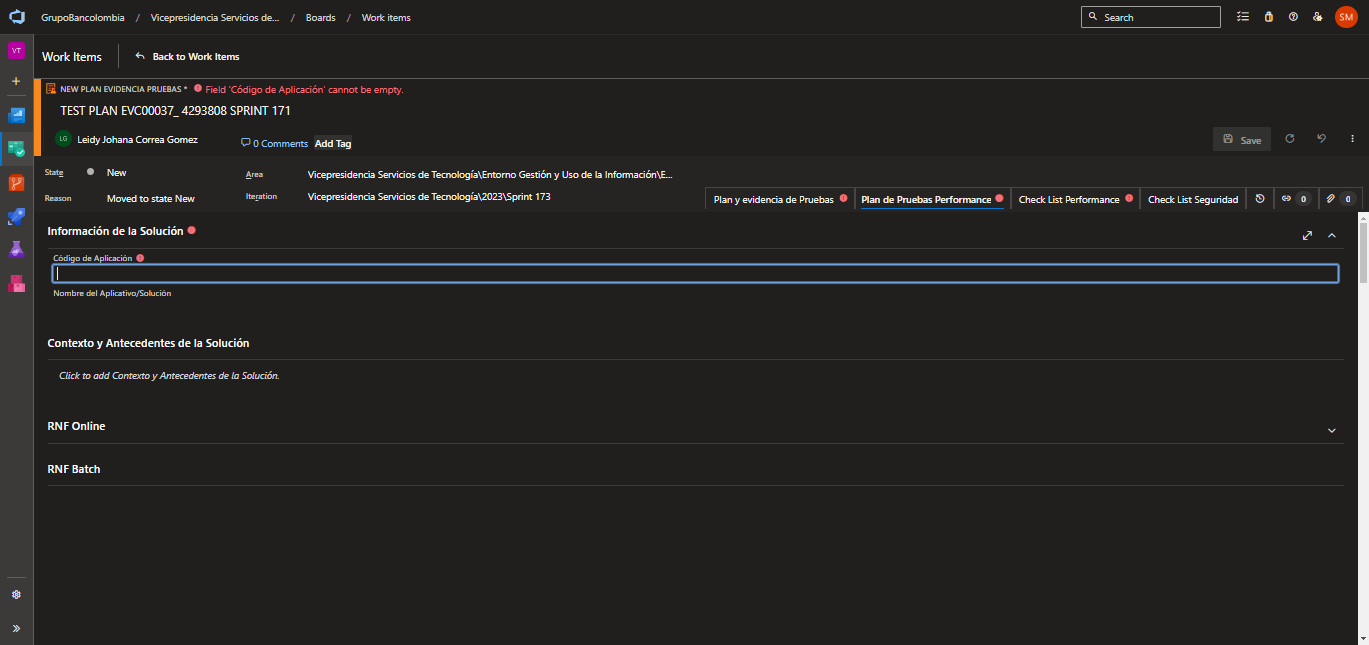 GrupoBancolombia / Vicepresidencia Servicios de... / Boards / Work items
Search
SM
VT
Work Items
Back to Work Items
NEW PLAN EVIDENCIA PRUEBAS * Field 'Código de Aplicación' cannot be empty.
TEST PLAN EVC00037_ 4293808 SPRINT 171
LG Leidy Johana Correa Gomez
0 Comments
Add Tag
Save
State New
Area Vicepresidencia Servicios de Tecnología\Entorno Gestión y Uso de la Información\E...
Reason Moved to state New
Iteration Vicepresidencia Servicios de Tecnología\2023\Sprint 173
Plan y evidencia de Pruebas
Plan de Pruebas Performance
Check List Performance
Check List Seguridad
0
0
Información de la Solución
Código de Aplicación
Nombre del Aplicativo/Solución
Contexto y Antecedentes de la Solución
Click to add Contexto y Antecedentes de la Solución.
RNF Online
RNF Batch